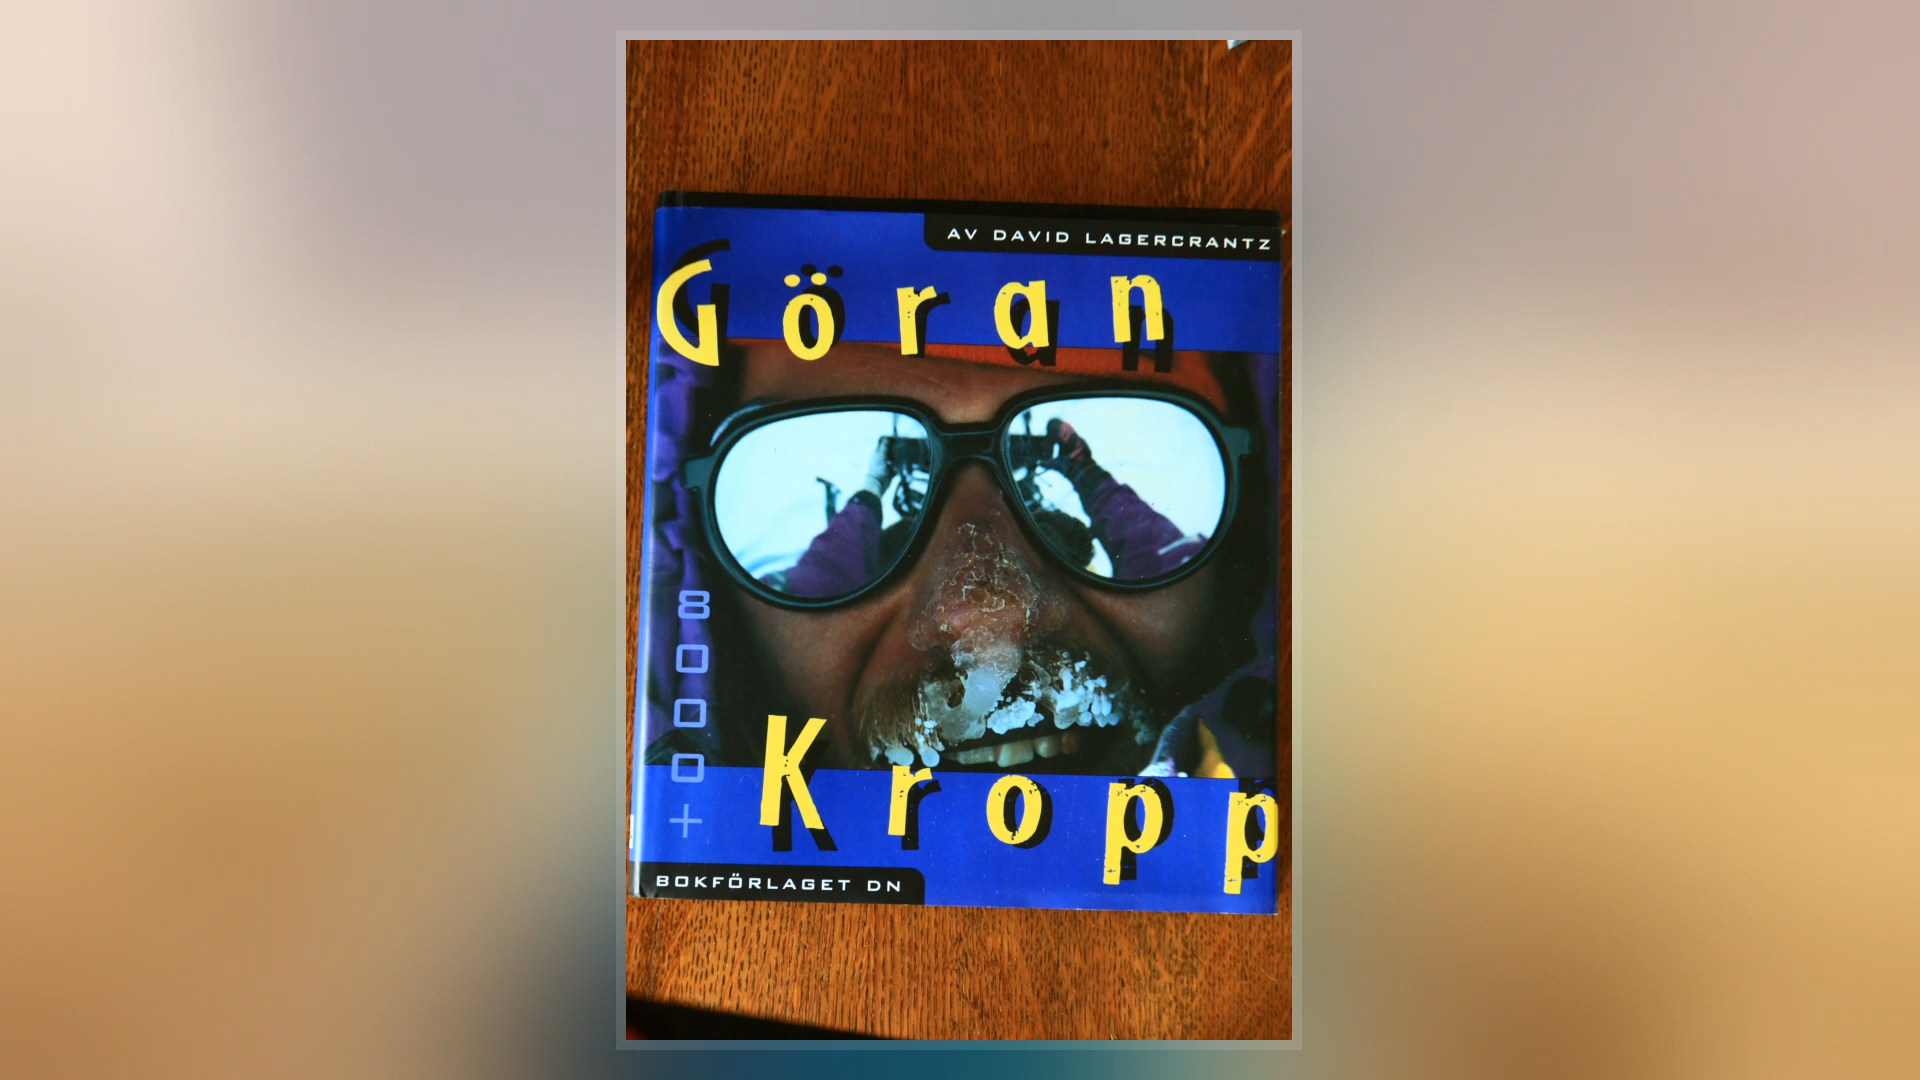 AV DAVID LAGERCRANTZ
Göran
8000+
Kropp
BOKFÖRLAGET DN